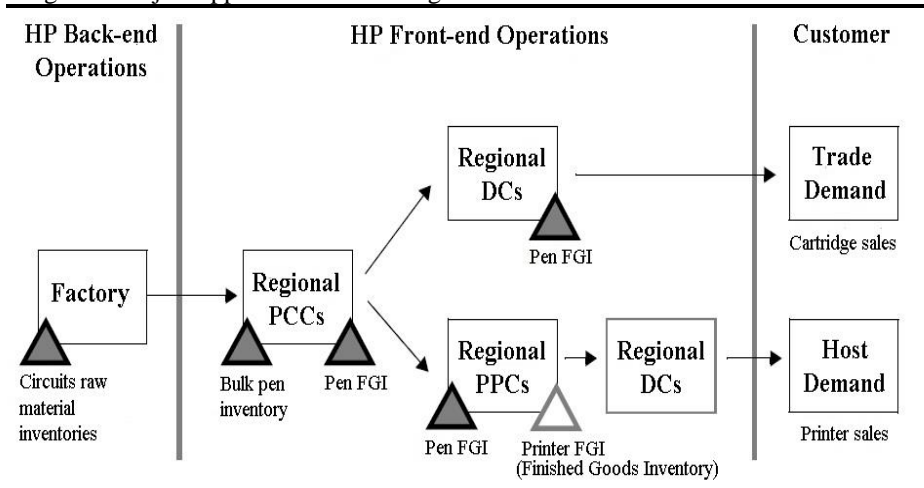 HP Back-end
Operations
HP Front-end Operations
Customer
Regional
DCs
Pen FGI
Trade
Demand
Cartridge sales
Factory
Circuits raw
material
inventories
Regional
PCCs
Bulk pen
inventory
Pen FGI
Regional
PPCs
Pen FGI
Printer FGI
(Finished Goods Inventory)
Regional
DCs
Host
Demand
Printer sales